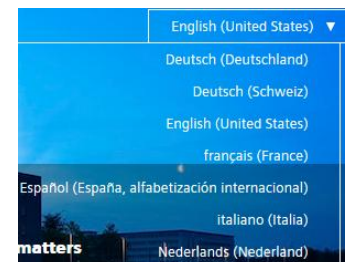 English (United States) ▼
Deutsch (Deutschland)
Deutsch (Schweiz)
English (United States)
français (France)
Español (España, alfabetización internacional)
italiano (Italia)
matters
Nederlands (Nederland)